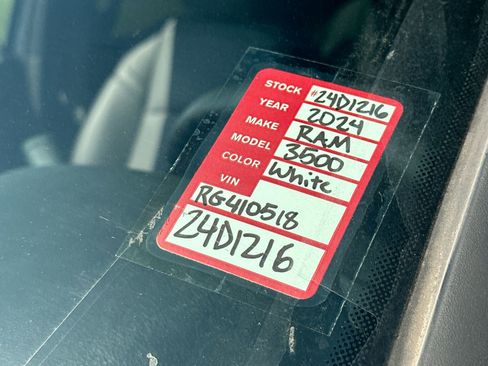 STOCK #24D1216
YEAR 2024
MAKE RAM
MODEL 3500
COLOR White
VIN
RG410518
24D1216